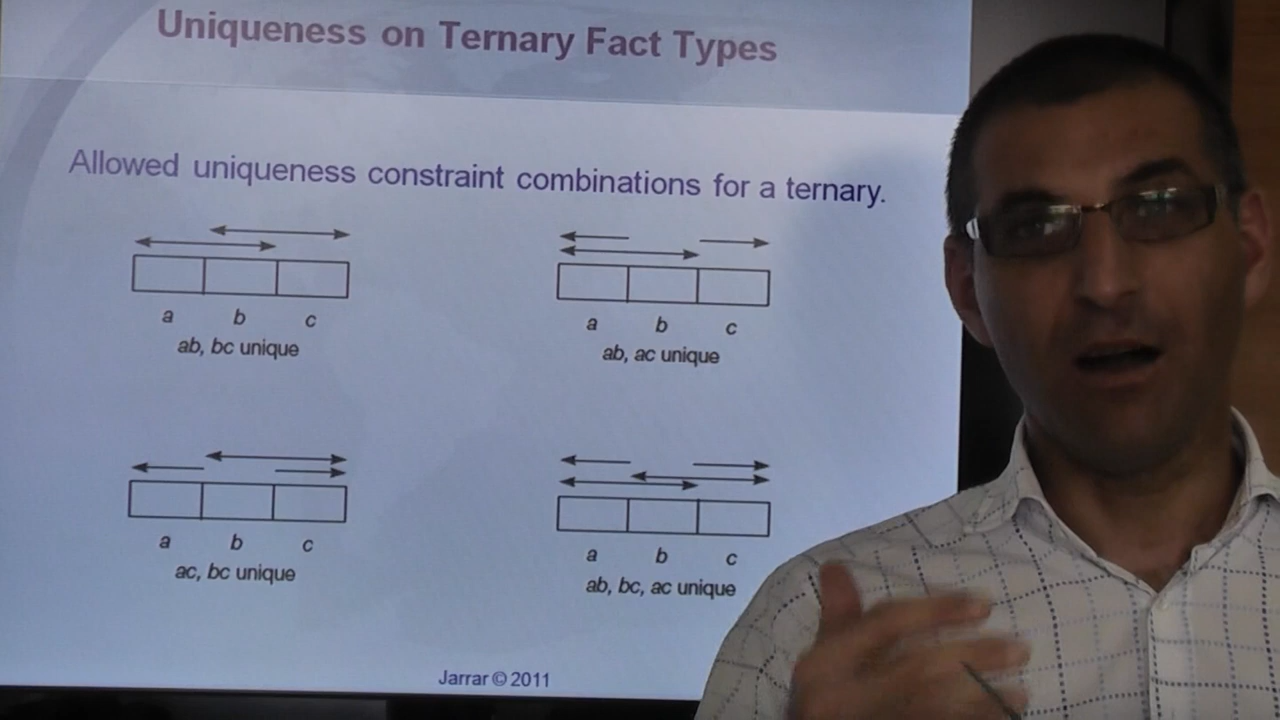 Uniqueness on Ternary Fact Types
Allowed uniqueness constraint combinations for a ternary.
a b c
ab, bc unique
a b c
ab, ac unique
a b c
ac, bc unique
a b c
ab, bc, ac unique
Jarrar © 2011